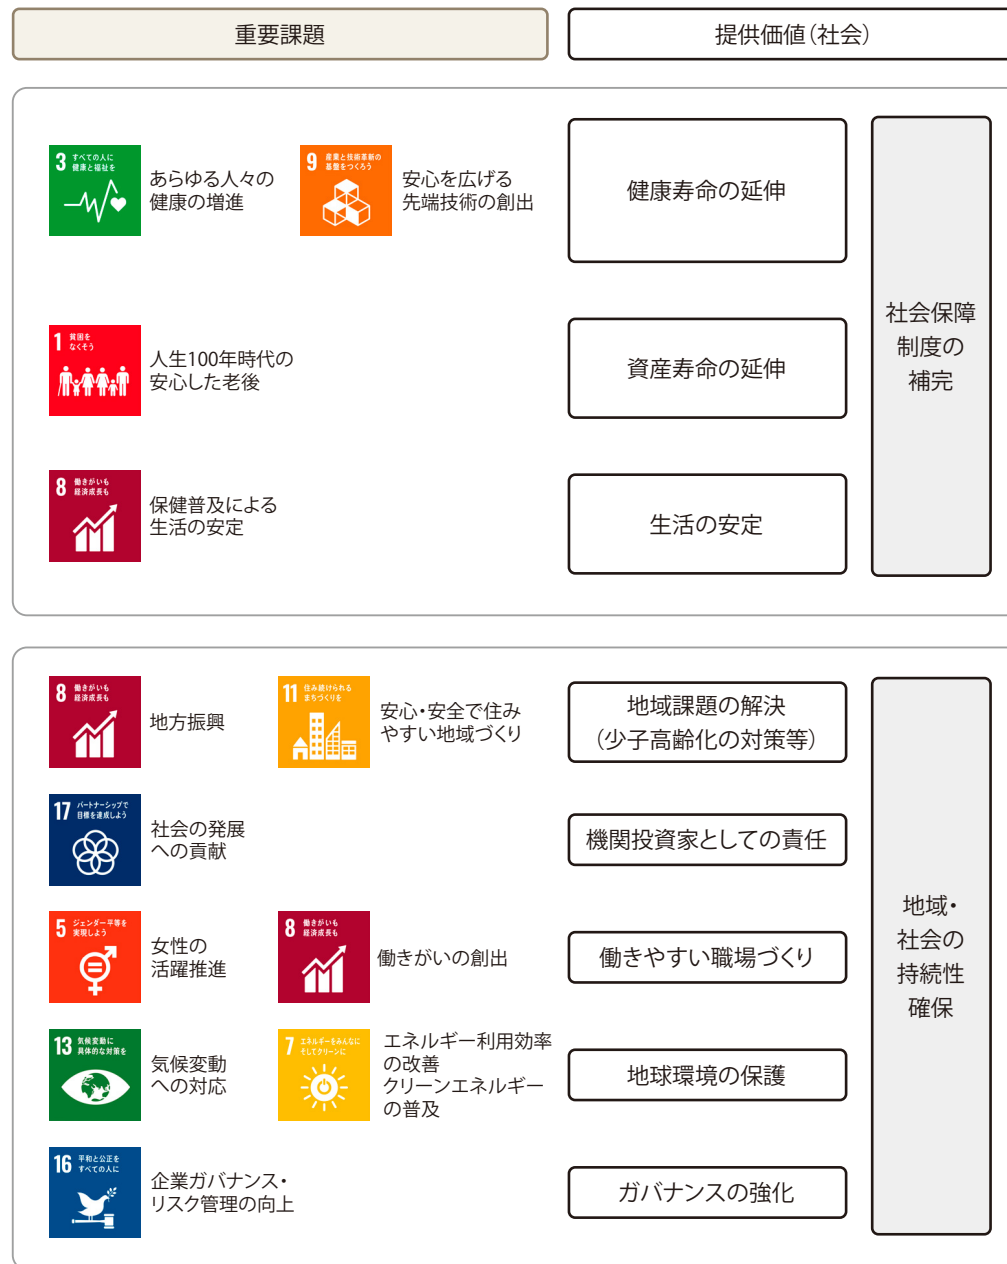 重要課題
提供価値（社会）
3 すべての人に
健康と福祉を
あらゆる人々の
健康の増進
9 産業と技術革新の
基盤をつくろう
安心を広げる
先端技術の創出
健康寿命の延伸
1 貧困を
なくそう
人生100年時代の
安心した老後
資産寿命の延伸
8 働きがいも
経済成長も
保健普及による
生活の安定
生活の安定
社会保障
制度の
補完
8 働きがいも
経済成長も
地方振興
11 住み続けられる
まちづくりを
安心・安全で住み
やすい地域づくり
地域課題の解決
（少子高齢化の対策等）
17 パートナーシップで
目標を達成しよう
社会の発展
への貢献
機関投資家としての責任
5 ジェンダー平等を
実現しよう
女性の
活躍推進
8 働きがいも
経済成長も
働きがいの創出
働きやすい職場づくり
13 気候変動に
具体的な対策を
気候変動
への対応
7 エネルギーをみんなに
そしてクリーンに
エネルギー利用効率
の改善
クリーンエネルギー
の普及
地球環境の保護
16 平和と公正を
すべての人に
企業ガバナンス・
リスク管理の向上
ガバナンスの強化
地域・
社会の
持続性
確保